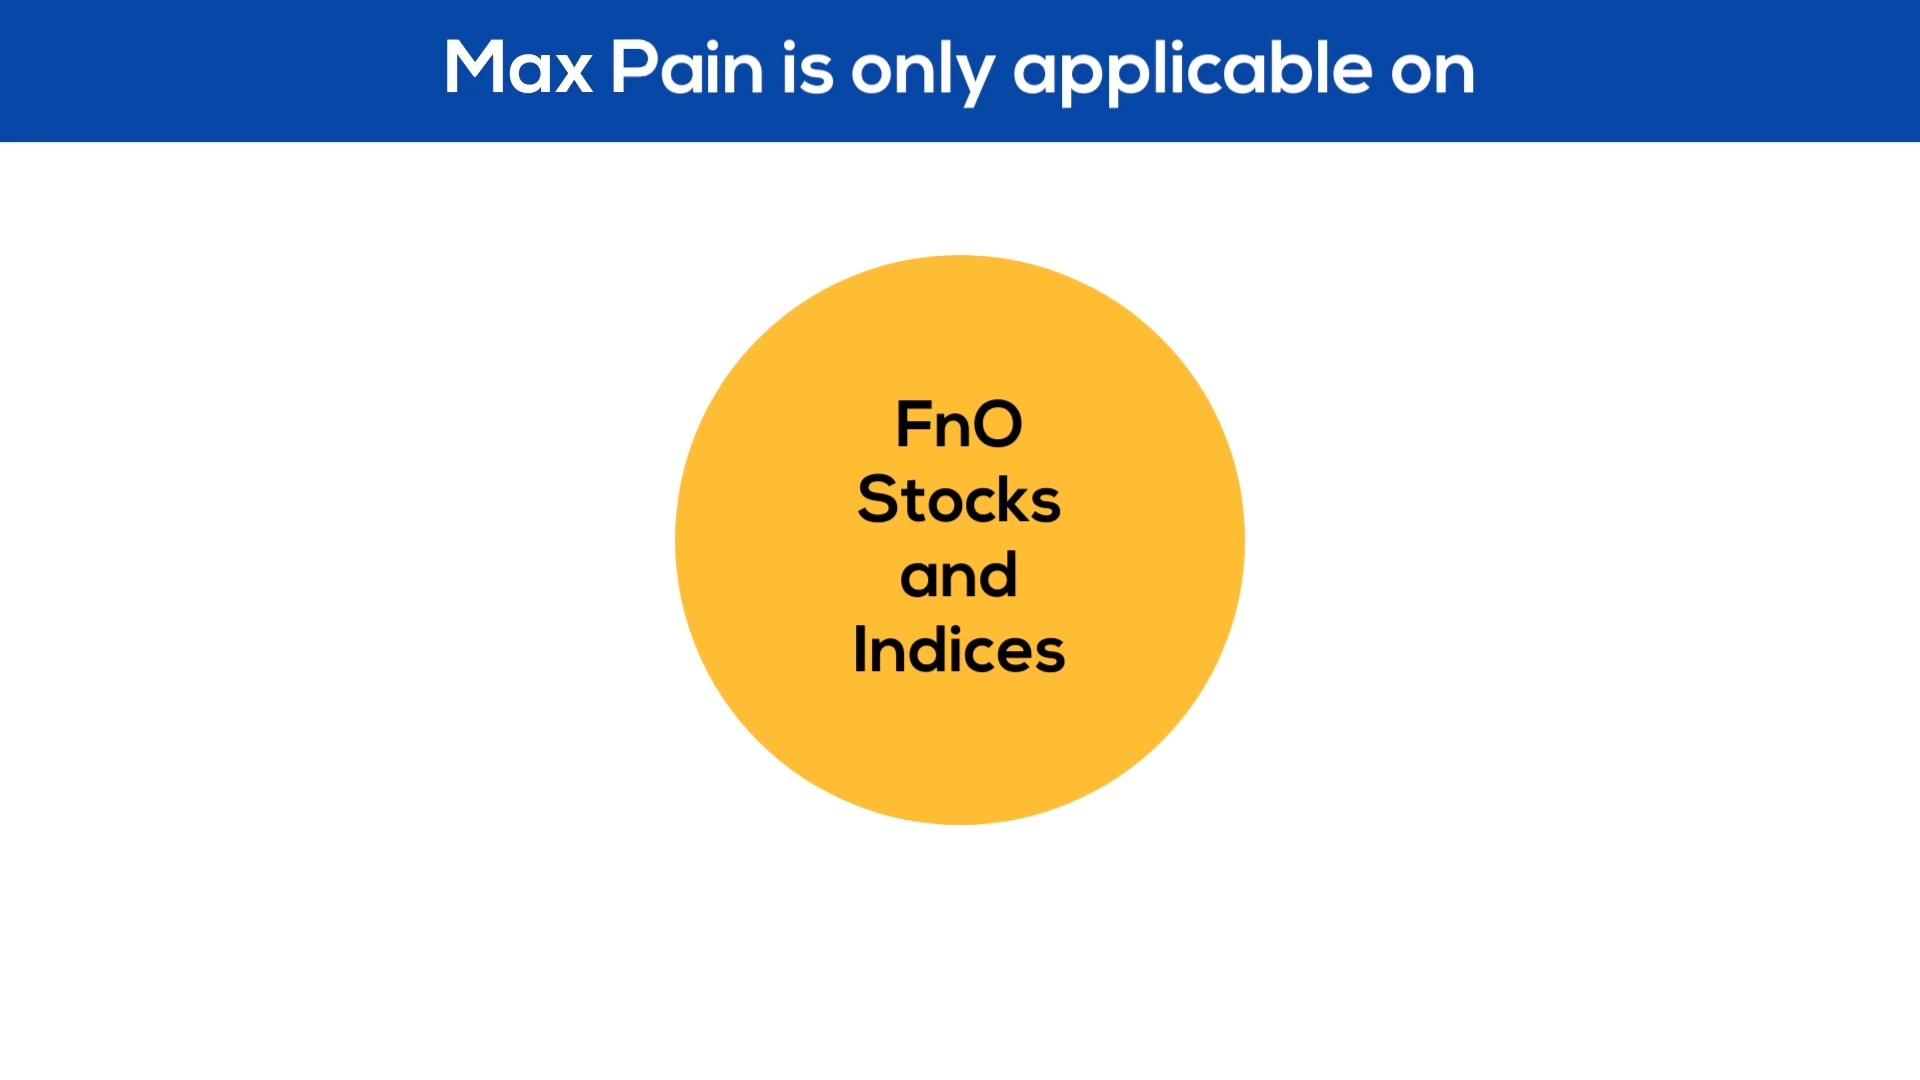 Max Pain is only applicable on
FnO
Stocks
and
Indices